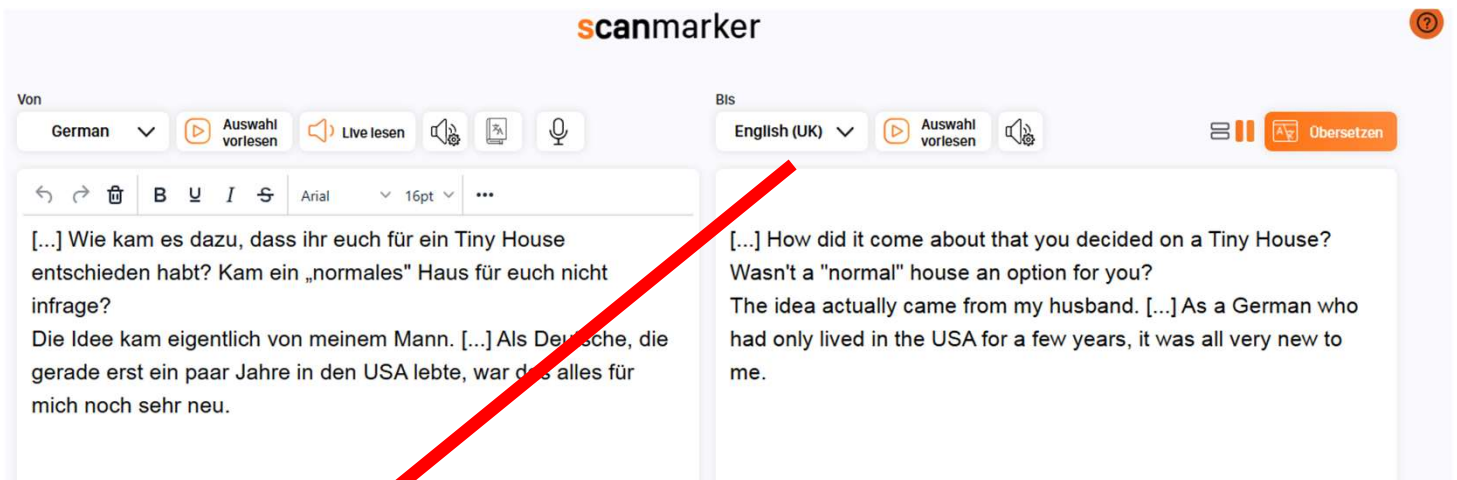 scanmarker
Von
German
Auswahl
vorlesen
Live lesen
Bis
English (UK)
Auswahl
vorlesen
Übersetzen
B U I S Arial 16pt ...
[...] Wie kam es dazu, dass ihr euch für ein Tiny House
entschieden habt? Kam ein „normales" Haus für euch nicht
infrage?
Die Idee kam eigentlich von meinem Mann. [...] Als Deutsche, die
gerade erst ein paar Jahre in den USA lebte, war das alles für
mich noch sehr neu.
[...] How did it come about that you decided on a Tiny House?
Wasn't a "normal" house an option for you?
The idea actually came from my husband. [...] As a German who
had only lived in the USA for a few years, it was all very new to
me.